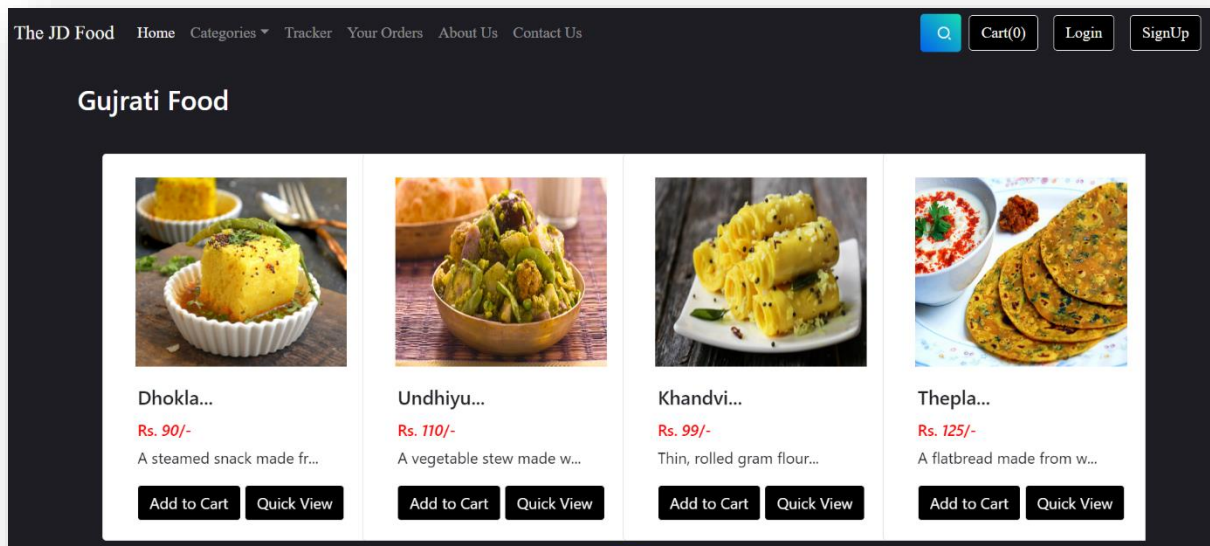 The JD Food Home Categories Tracker Your Orders About Us Contact Us Cart(0) Login SignUp
Gujrati Food
Dhokla... Undhiyu... Khandvi... Thepla...
Rs. 90/- Rs. 110/- Rs. 99/- Rs. 125/-
A steamed snack made fr... A vegetable stew made w... Thin, rolled gram flour... A flatbread made from w...
Add to Cart Quick View Add to Cart Quick View Add to Cart Quick View Add to Cart Quick View